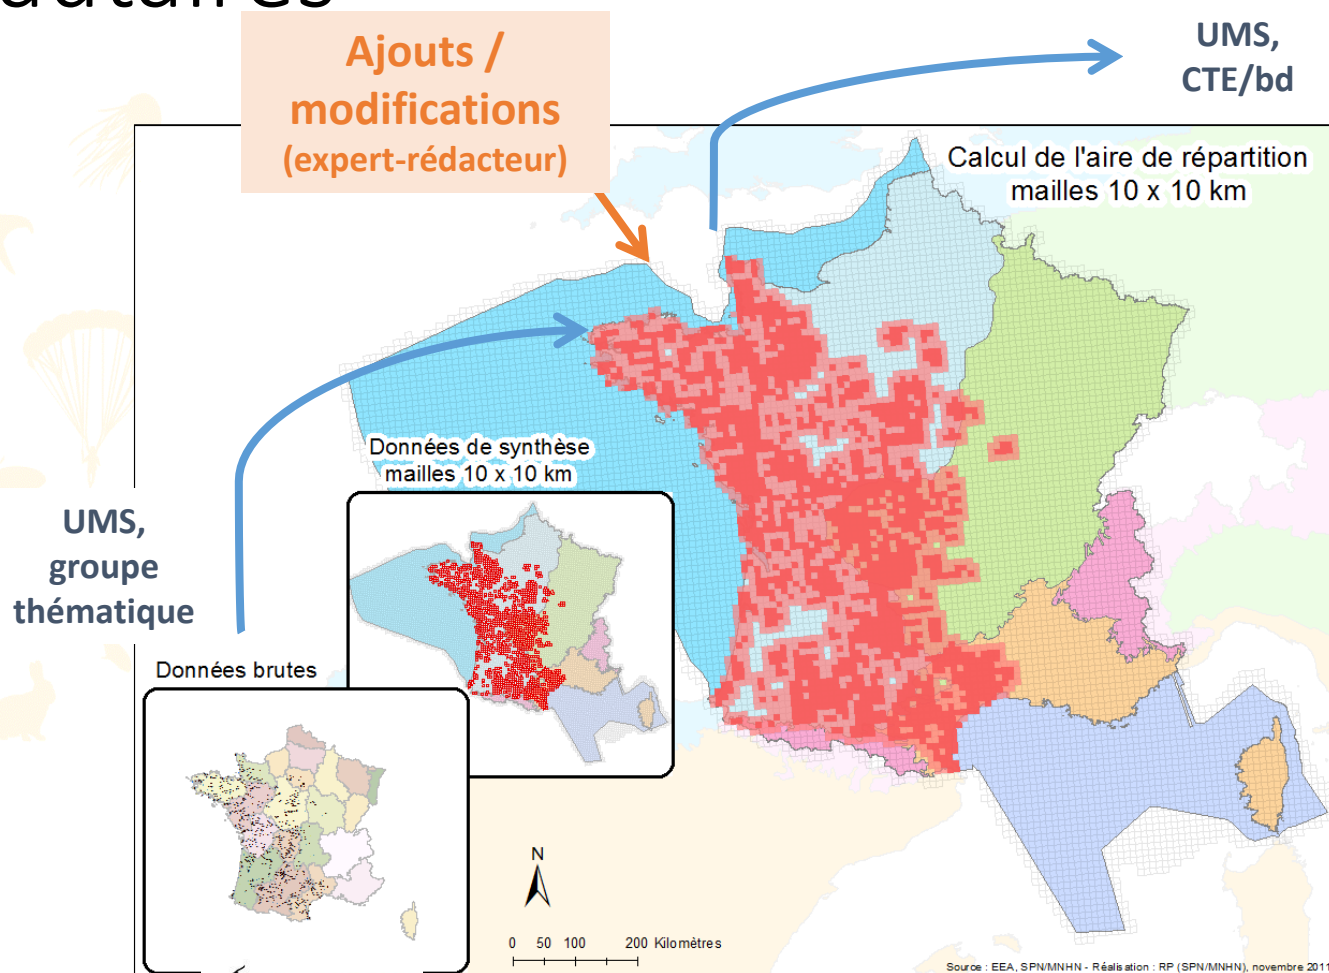 Ajouts /
modifications
(expert-rédacteur)
UMS,
CTE/bd
Calcul de l'aire de répartition
mailles 10 x 10 km
Données de synthèse
mailles 10 x 10 km
UMS,
groupe
thématique
Données brutes
N
0 50 100 200 Kilomètres
Source : EEA, SPN/MNHN - Réalisation : RP (SPN/MNHN), novembre 2011